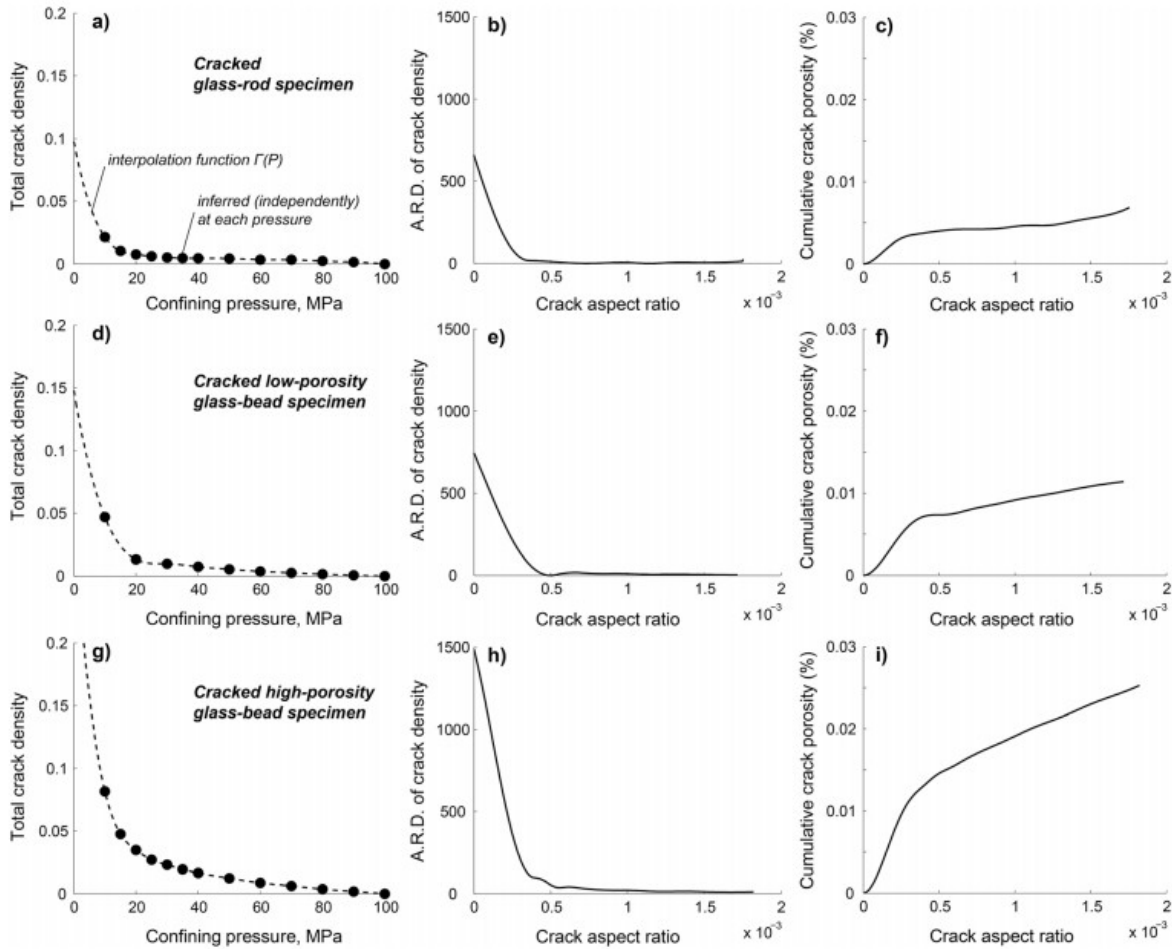 a)
Cracked
glass-rod specimen
interpolation function Γ(P)
inferred (independently)
at each pressure
Total crack density
0.2
0.15
0.1
0.05
0
0 20 40 60 80 100
Confining pressure, MPa
b)
A.R.D. of crack density
1500
1000
500
0
0 0.5 1 1.5 2
x 10⁻³
Crack aspect ratio
c)
Cumulative crack porosity (%)
0.03
0.02
0.01
0
0 0.5 1 1.5 2
x 10⁻³
Crack aspect ratio
d)
Cracked low-porosity
glass-bead specimen
Total crack density
0.2
0.15
0.1
0.05
0
0 20 40 60 80 100
Confining pressure, MPa
e)
A.R.D. of crack density
1500
1000
500
0
0 0.5 1 1.5 2
x 10⁻³
Crack aspect ratio
f)
Cumulative crack porosity (%)
0.03
0.02
0.01
0
0 0.5 1 1.5 2
x 10⁻³
Crack aspect ratio
g)
Cracked high-porosity
glass-bead specimen
Total crack density
0.2
0.15
0.1
0.05
0
0 20 40 60 80 100
Confining pressure, MPa
h)
A.R.D. of crack density
1500
1000
500
0
0 0.5 1 1.5 2
x 10⁻³
Crack aspect ratio
i)
Cumulative crack porosity (%)
0.03
0.02
0.01
0
0 0.5 1 1.5 2
x 10⁻³
Crack aspect ratio